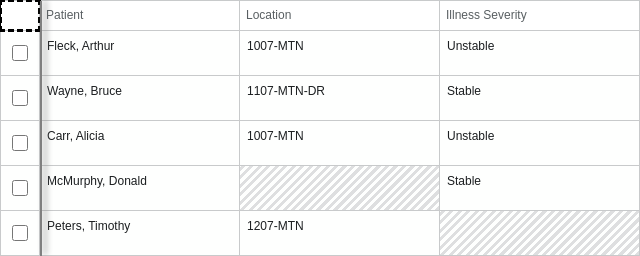 Patient Location Illness Severity
Fleck, Arthur 1007-MTN Unstable
Wayne, Bruce 1107-MTN-DR Stable
Carr, Alicia 1007-MTN Unstable
McMurphy, Donald Stable
Peters, Timothy 1207-MTN